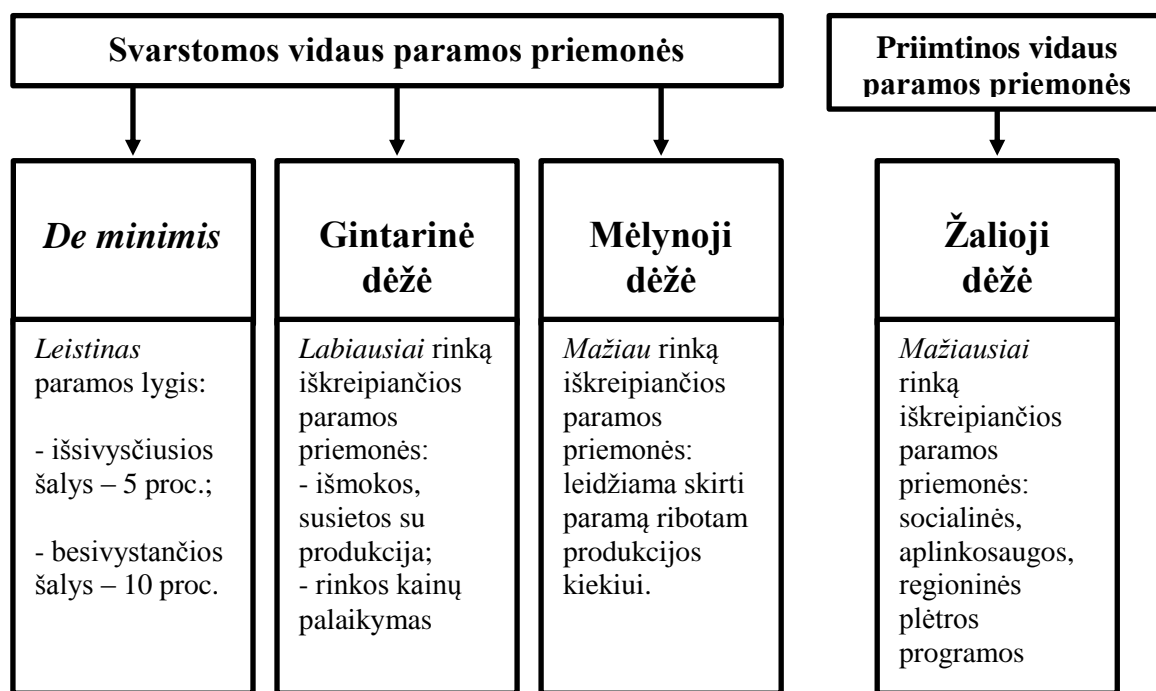 Svarstomos vidaus paramos priemonės
Priimtinos vidaus
paramos priemonės
De minimis
Gintarinė
dėžė
Mėlynoji
dėžė
Žalioji
dėžė
Leistinas
paramos lygis:
- išsivysčiusios
šalys – 5 proc.;
- besivystančios
šalys – 10 proc.
Labiausiai rinką
iškreipiančios
paramos
priemonės:
- išmokos,
susietos su
produkcija;
- rinkos kainų
palaikymas
Mažiau rinką
iškreipiančios
paramos
priemonės:
leidžiama skirti
paramą ribotam
produkcijos
kiekiui.
Mažiausiai
rinką
iškreipiančios
paramos
priemonės:
socialinės,
aplinkosaugos,
regioninės
plėtros
programos